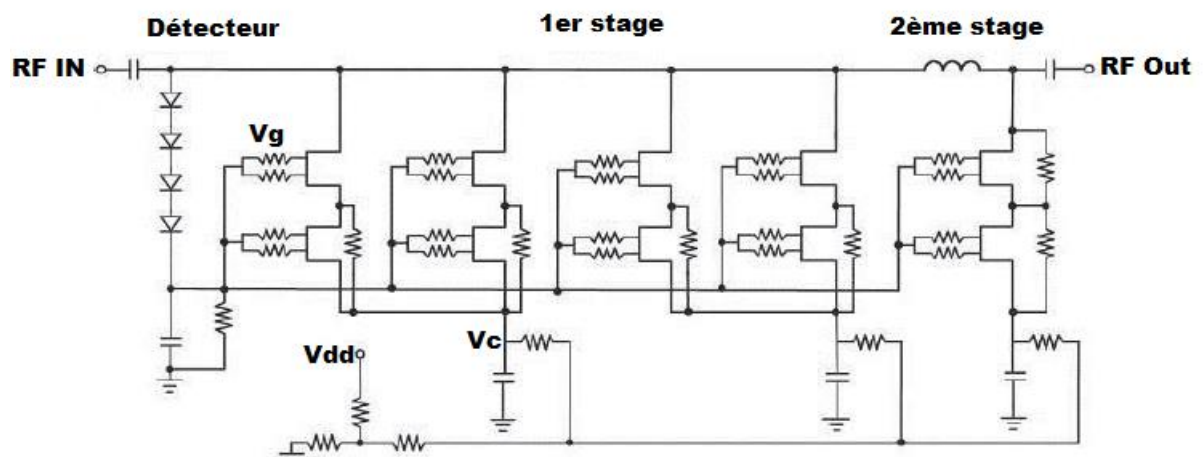 Détecteur
1er stage
2ème stage
RF IN
RF Out
Vg
Vc
Vdd